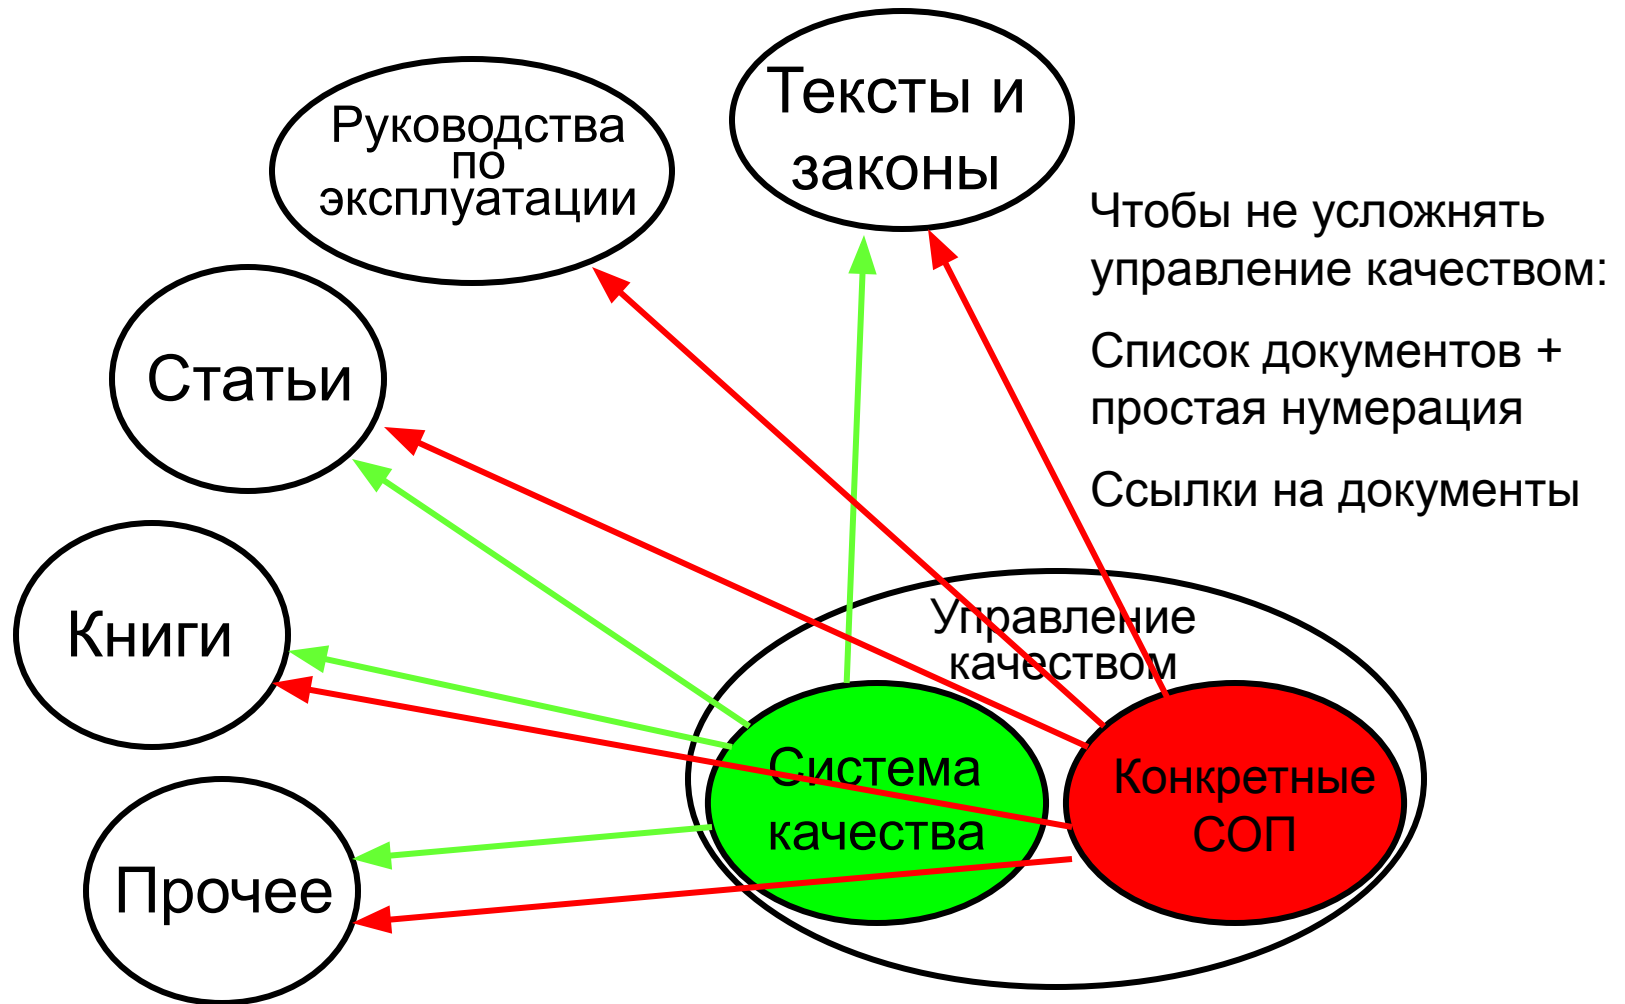 Тексты и
законы
Руководства
по
эксплуатации
Чтобы не усложнять
управление качеством:
Список документов +
простая нумерация
Ссылки на документы
Статьи
Книги
Прочее
Управление
качеством
Система
качества
Конкретные
СОП